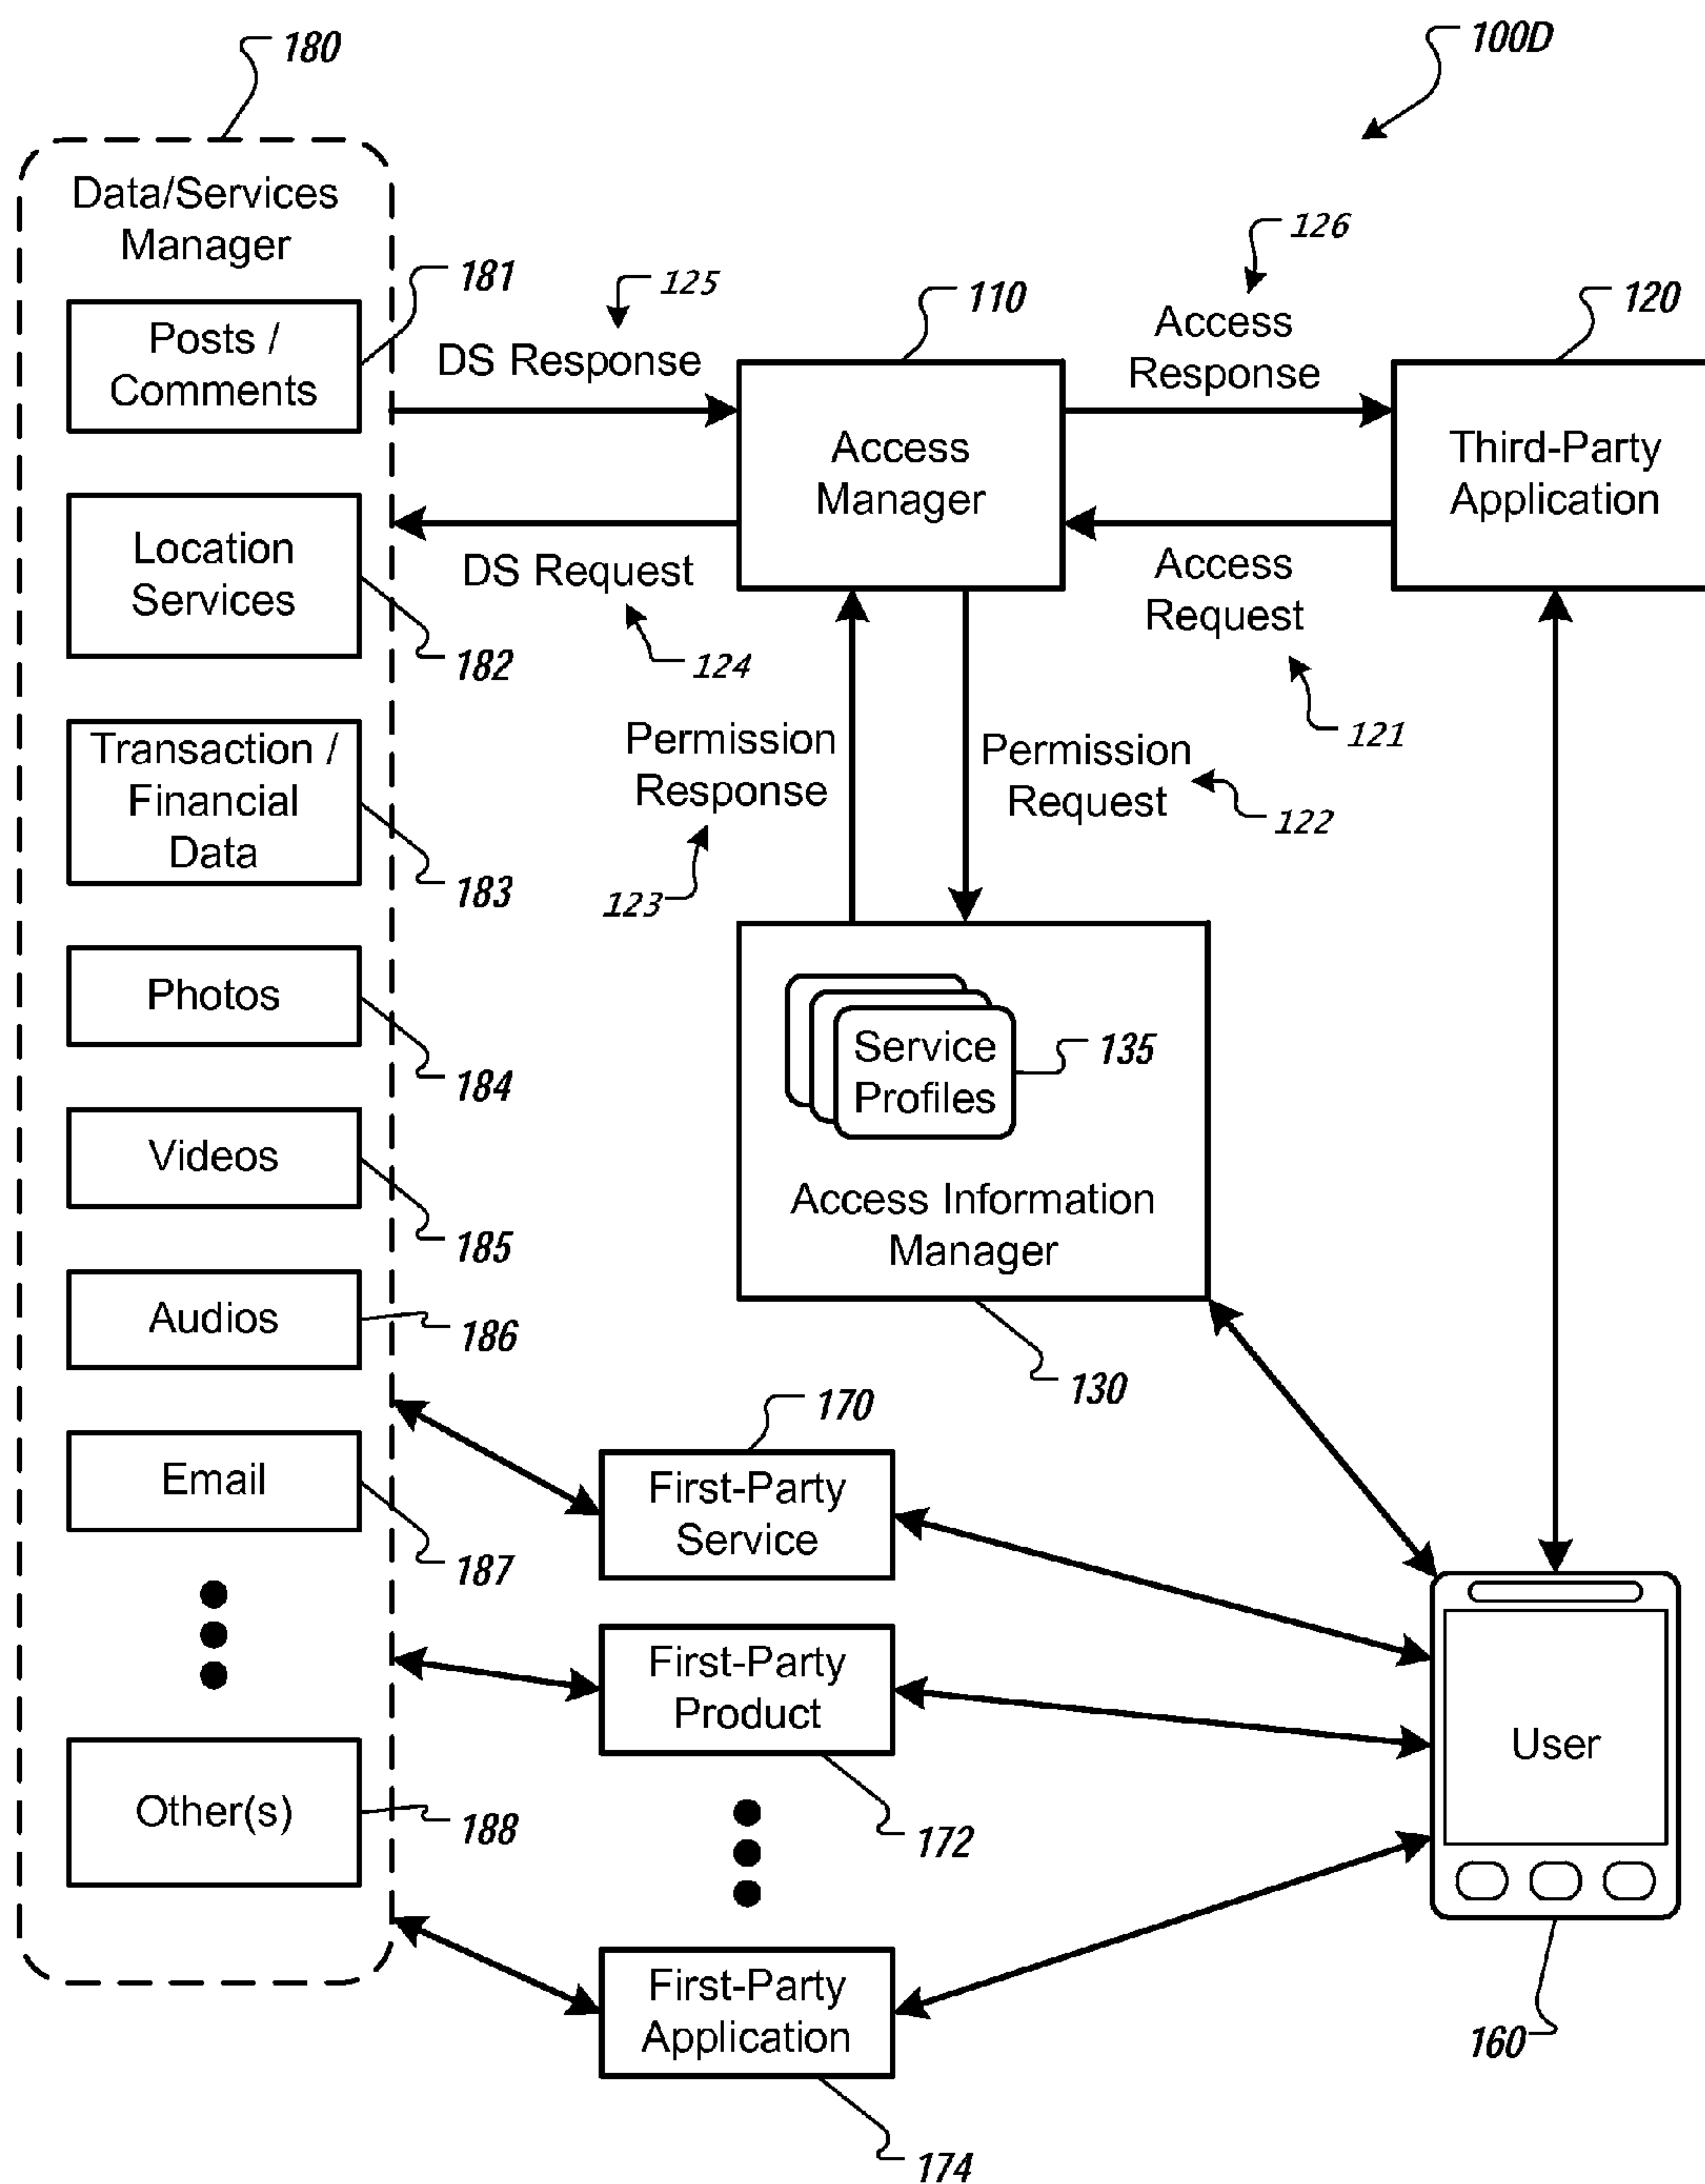 100D
180
Data/Services
Manager
181
Posts /
Comments
Location
Services
182
Transaction /
Financial
Data
183
Photos
184
Videos
185
Audios
186
Email
187
Other(s)
188
125
DS Response
DS Request
124
110
Access
Manager
126
Access
Response
Access
Request
121
120
Third-Party
Application
Permission
Response
123
Permission
Request
122
Service
Profiles
135
Access Information
Manager
130
170
First-Party
Service
First-Party
Product
172
First-Party
Application
174
User
160